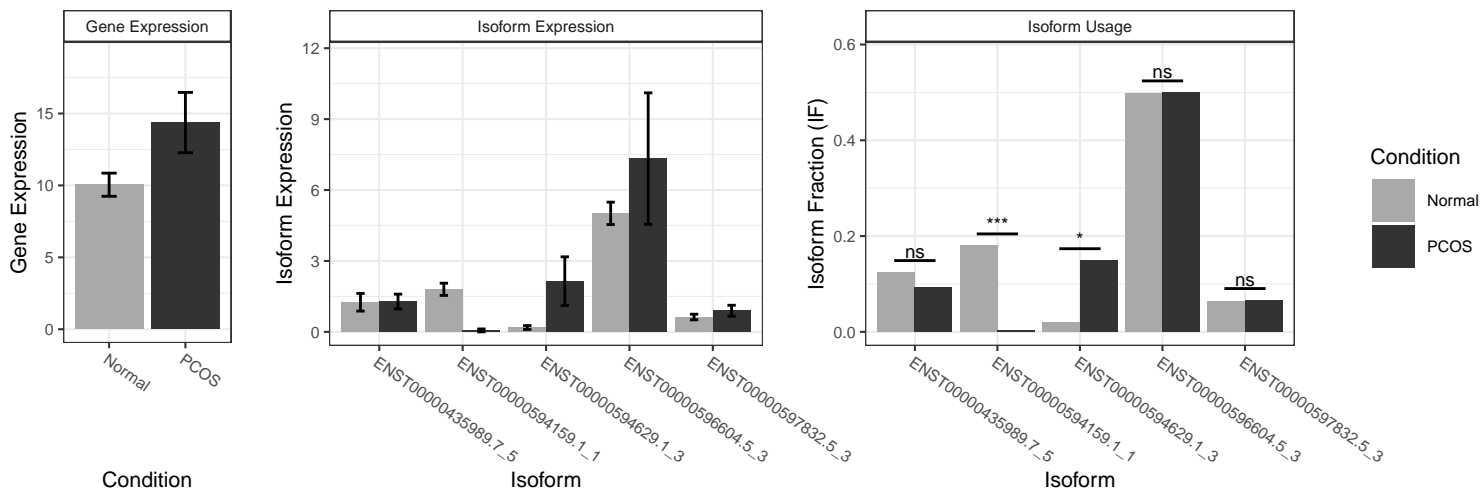 Gene Expression
Gene Expression
15
10
5
0
Normal
PCOS
Condition
Isoform Expression
Isoform Expression
12
9
6
3
0
ENST00000435989.7_5
ENST00000594159.1_1
ENST00000594629.1_3
ENST00000596604.5_3
ENST00000597832.5_3
Isoform
Isoform Usage
Isoform Fraction (IF)
0.6
0.4
0.2
0.0
ns
***
*
ns
ns
ENST00000435989.7_5
ENST00000594159.1_1
ENST00000594629.1_3
ENST00000596604.5_3
ENST00000597832.5_3
Isoform
Condition
Normal
PCOS